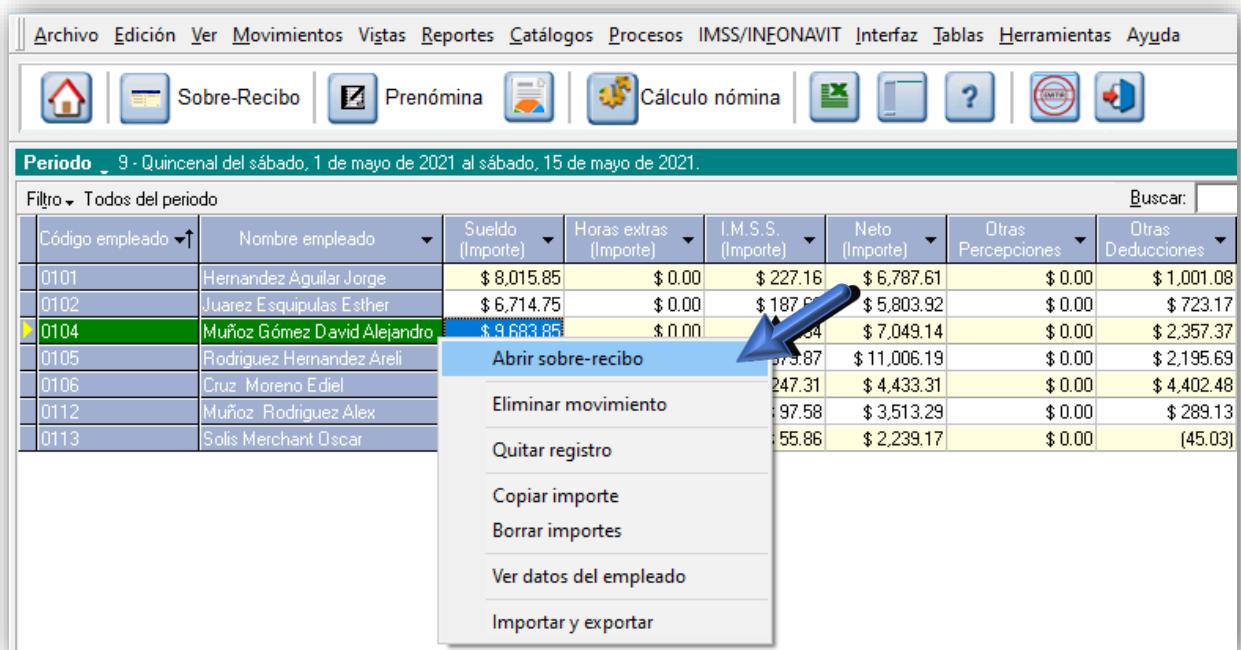 Archivo Edición Ver Movimientos Vistas Reportes Catálogos Procesos IMSS/INFONAVIT Interfaz Tablas Herramientas Ayuda
Sobre-Recibo Prenómina Cálculo nómina ?
Periodo 9 - Quincenal del sábado, 1 de mayo de 2021 al sábado, 15 de mayo de 2021.
Filtro Todos del periodo Buscar:
Código empleado Nombre empleado Sueldo (Importe) Horas extras (Importe) I.M.S.S. (Importe) Neto (Importe) Otras Percepciones Otras Deducciones
0101 Hernandez Aguilar Jorge $ 8,015.85 $ 0.00 $ 227.16 $ 6,787.61 $ 0.00 $ 1,001.08
0102 Juarez Esquipulas Esther $ 6,714.75 $ 0.00 $ 5,803.92 $ 0.00 $ 723.17
0104 Muñoz Gómez David Alejandro $ 9,683.85 $ 0.00 $ 7,049.14 $ 0.00 $ 2,357.37
0105 Rodriguez Hernandez Areli $ 11,006.19 $ 0.00 $ 2,195.69
0106 Cruz Moreno Ediel 247.31 $ 4,433.31 $ 0.00 $ 4,402.48
0112 Muñoz Rodriguez Alex 97.58 $ 3,513.29 $ 0.00 $ 289.13
0113 Solis Merchant Oscar 55.86 $ 2,239.17 $ 0.00 (45.03)
Abrir sobre-recibo
Eliminar movimiento
Quitar registro
Copiar importe
Borrar importes
Ver datos del empleado
Importar y exportar